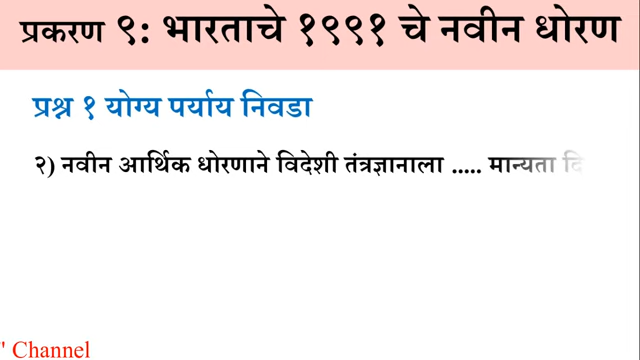 प्रकरण ९: भारताचे १९९१ चे नवीन धोरण
प्रश्न १ योग्य पर्याय निवडा
२) नवीन आर्थिक धोरणाने विदेशी तंत्रज्ञानाला ..... मान्यता दि
" Channel